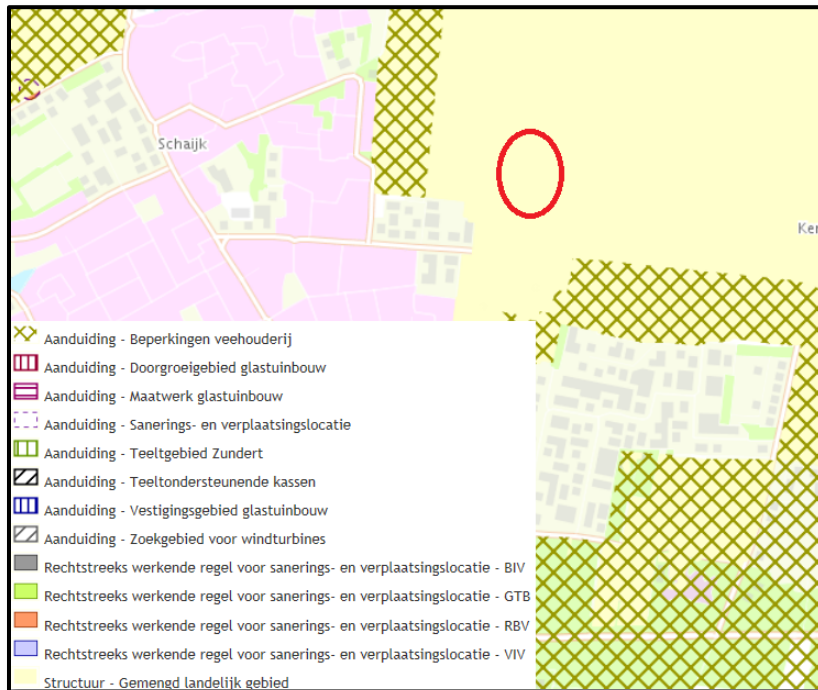 Schaijk
Ker
Aanduiding - Beperkingen veehouderij
Aanduiding - Doorgroeigebied glastuinbouw
Aanduiding - Maatwerk glastuinbouw
Aanduiding - Sanerings- en verplaatsingslocatie
Aanduiding - Teeltgebied Zundert
Aanduiding - Teeltondersteunende kassen
Aanduiding - Vestigingsgebied glastuinbouw
Aanduiding - Zoekgebied voor windturbines
Rechtstreeks werkende regel voor sanerings- en verplaatsingslocatie - BIV
Rechtstreeks werkende regel voor sanerings- en verplaatsingslocatie - GTB
Rechtstreeks werkende regel voor sanerings- en verplaatsingslocatie - RBV
Rechtstreeks werkende regel voor sanerings- en verplaatsingslocatie - VIV
Structuur - Gemengd landelijk gebied